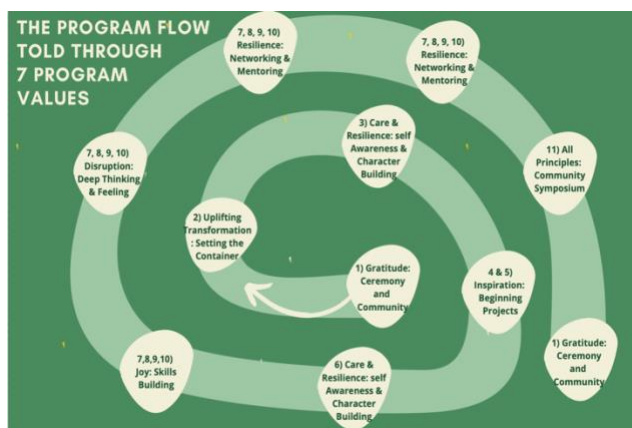 THE PROGRAM FLOW
TOLD THROUGH
7 PROGRAM
VALUES
7, 8, 9, 10)
Resilience:
Networking &
Mentoring
7, 8, 9, 10)
Resilience:
Networking &
Mentoring
3) Care &
Resilience: self
Awareness &
Character
Building
7, 8, 9, 10)
Disruption:
Deep Thinking
& Feeling
11) All
Principles:
Community
Symposium
2) Uplifting
Transformation
: Setting the
Container
1) Gratitude:
Ceremony
and
Community
4 & 5)
Inspiration:
Beginning
Projects
7,8,9,10)
Joy: Skills
Building
6) Care &
Resilience: self
Awareness &
Character
Building
1) Gratitude:
Ceremony
and
Community